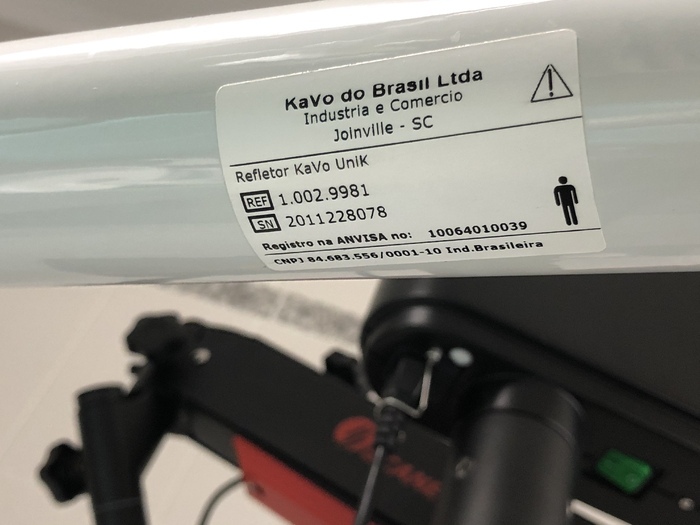 KaVo do Brasil Ltda
Industria e Comercio
Joinville - SC
Refletor KaVo UniK
REF 1.002.9981
SN 2011228078
Registro na ANVISA no: 10064010039
CNPJ 84.683.556/0001-10 Ind.Brasileira